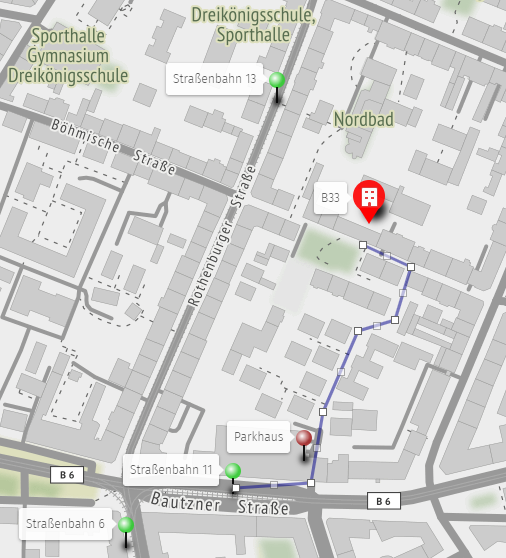 Dreikönigsschule,
Sporthalle
Sporthalle
Gymnasium
Dreikönigsschule
Straßenbahn 13
Nordbad
Böhmische Straße
B33
Rothenburger Straße
Parkhaus
Straßenbahn 11
B 6
Bautzner Straße
B 6
Straßenbahn 6